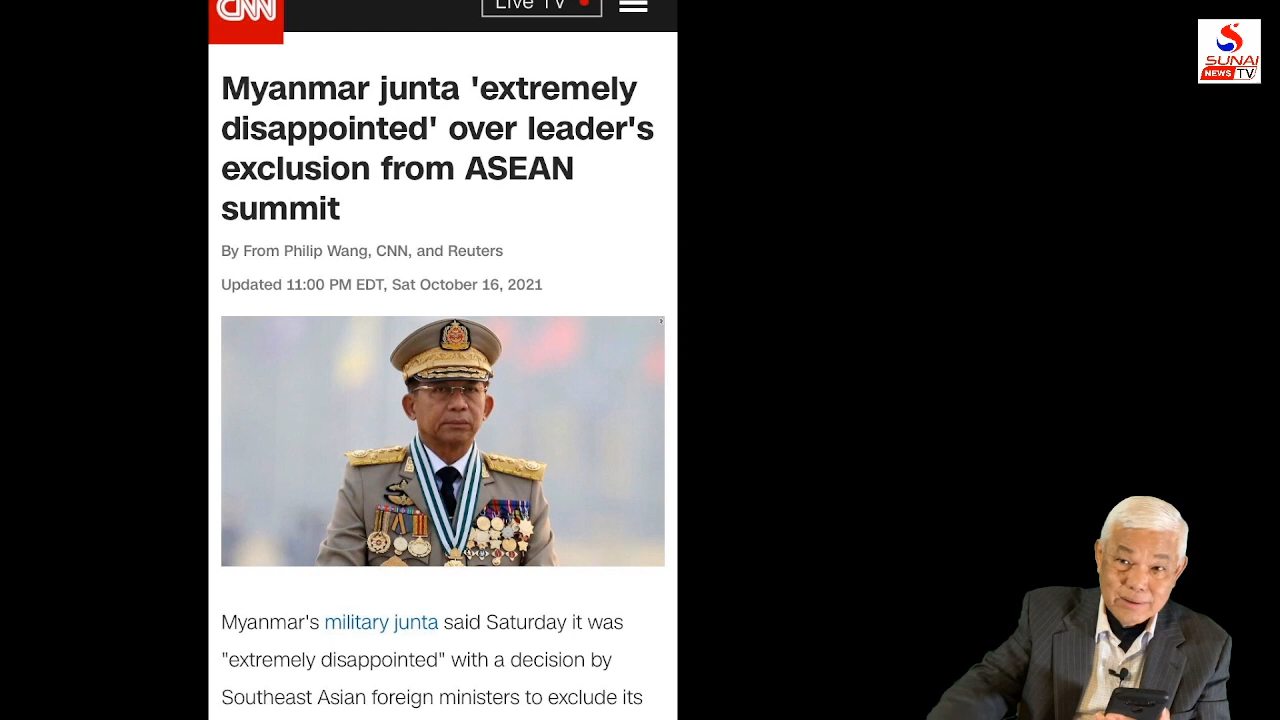 CNN
Live TV
SUNAI
NEWS TV
Myanmar junta 'extremely
disappointed' over leader's
exclusion from ASEAN
summit
By From Philip Wang, CNN, and Reuters
Updated 11:00 PM EDT, Sat October 16, 2021
Myanmar's military junta said Saturday it was
"extremely disappointed" with a decision by
Southeast Asian foreign ministers to exclude its